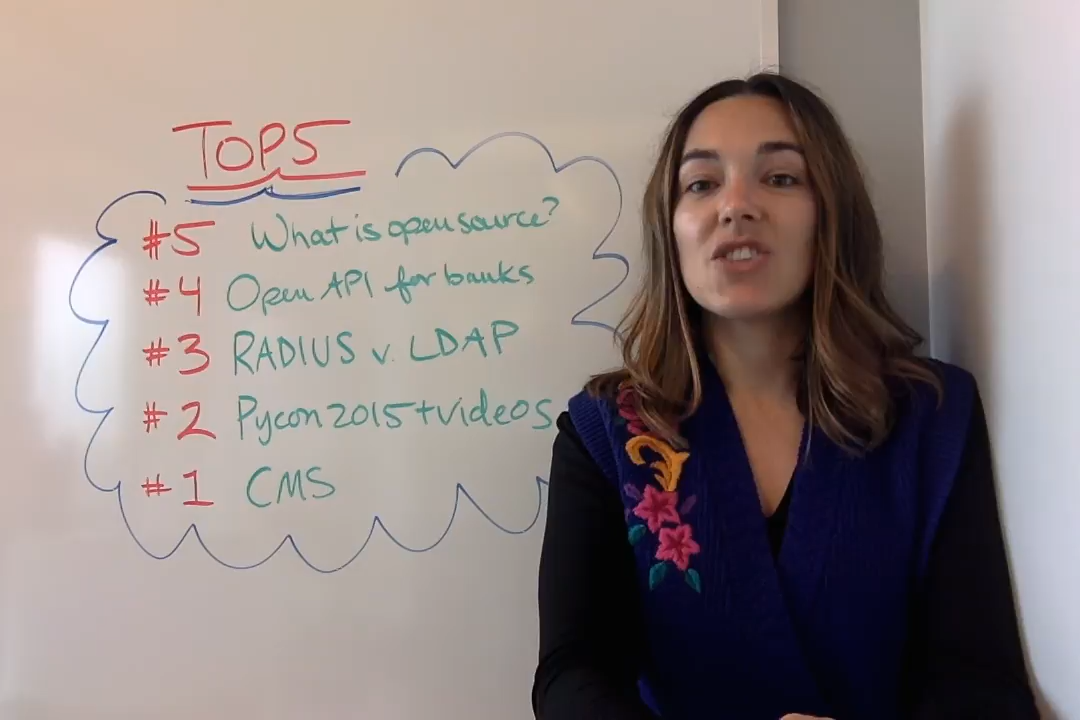 TOP5
#5 What is open source?
#4 Open API for banks
#3 RADIUS v. LDAP
#2 Pycon 2015 + videos
#1 CMS